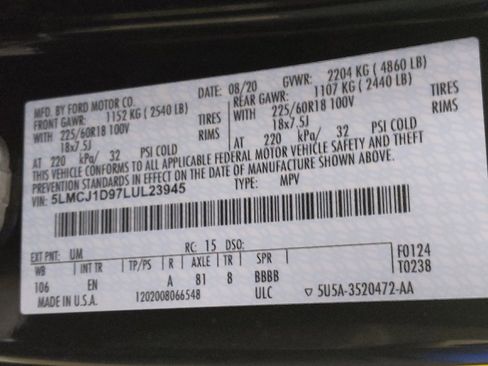 MFD. BY FORD MOTOR CO.
DATE: 08/20 GVWR: 2204 KG ( 4860 LB)
FRONT GAWR: 1152 KG ( 2540 LB) REAR GAWR: 1107 KG ( 2440 LB)
225/60R18 100V TIRES 225/60R18 100V TIRES
18x7.5J RIMS 18x7.5J RIMS
AT 220 kPa/ 32 PSI COLD AT 220 kPa/ 32 PSI COLD
THIS VEHICLE CONFORMS TO ALL APPLICABLE FEDERAL MOTOR VEHICLE SAFETY AND THEFT
PREVENTION STANDARDS IN EFFECT ON THE DATE OF MANUFACTURE SHOWN ABOVE.
VIN: 5LMCJ1D97LUL23945 TYPE: MPV
EXT PNT: UM RC: 15 DSO: F0124
WB INT TR TP/PS R AXLE TR SPR T0238
106 EN A 81 8 BBBB
MADE IN U.S.A. 1202008066548 ULC ▽ 5U5A-3520472-AA